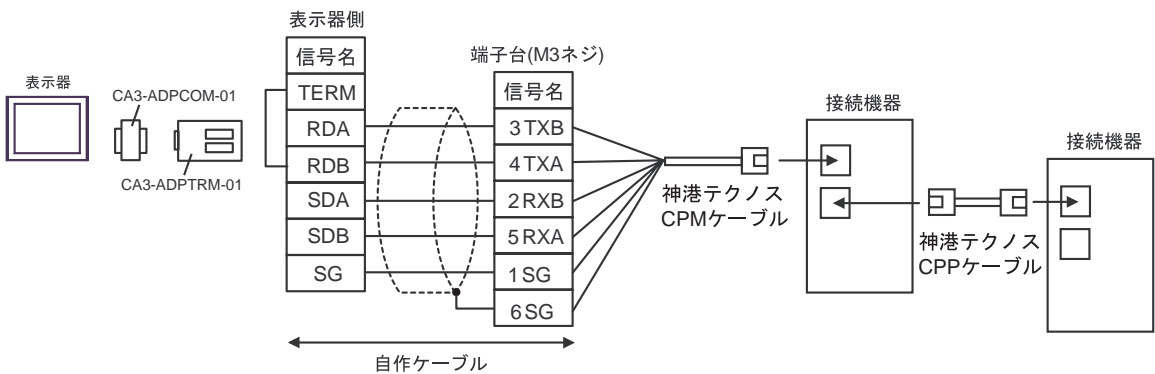 表示器
CA3-ADPCOM-01
CA3-ADPTRM-01
表示器側
信号名
TERM
RDA
RDB
SDA
SDB
SG
端子台(M3ネジ)
信号名
3 TXB
4 TXA
2 RXB
5 RXA
1 SG
6 SG
自作ケーブル
神港テクノス
CPMケーブル
接続機器
神港テクノス
CPPケーブル
接続機器